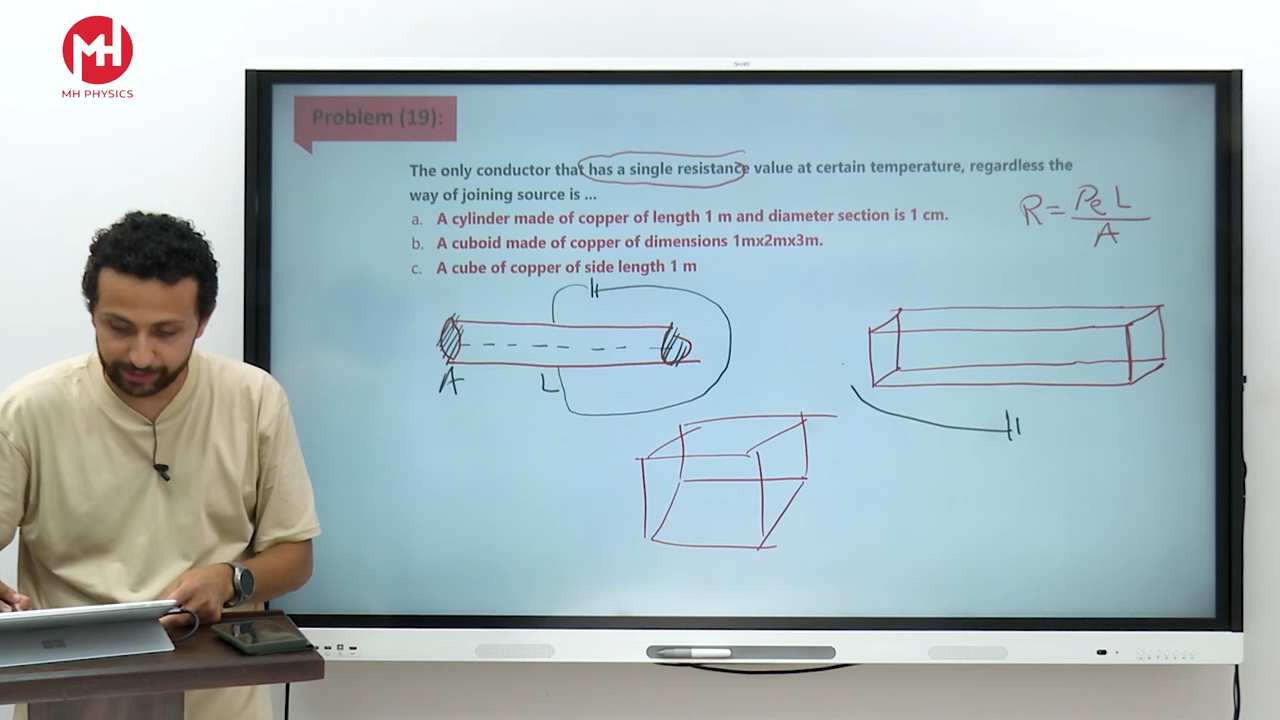 MH
MH PHYSICS
SMART
Problem (19):
The only conductor that has a single resistance value at certain temperature, regardless the
way of joining source is ...
a. A cylinder made of copper of length 1 m and diameter section is 1 cm.
b. A cuboid made of copper of dimensions 1mx2mx3m.
c. A cube of copper of side length 1 m
R = ρe L / A
A
L